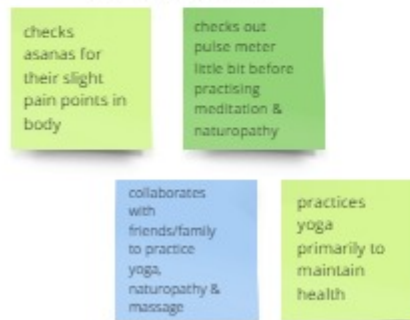 checks
asanas for
their slight
pain points in
body
checks out
pulse meter
little bit before
practising
meditation &
naturopathy
collaborates
with
friends/family
to practice
yoga,
naturopathy &
massage
practices
yoga
primarily to
maintain
health